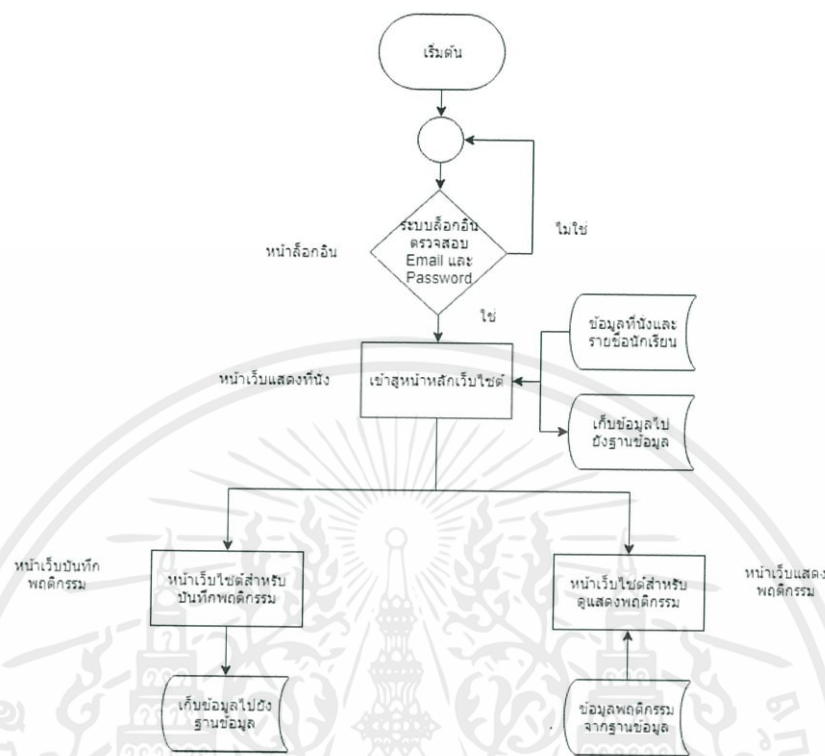 เริ่มต้น
ระบบล็อกอิน
ตรวจสอบ
Email และ
Password
หน้าล็อกอิน
ไม่ใช่
ใช่
ข้อมูลที่นั่งและ
รายชื่อนักเรียน
หน้าเว็บแสดงที่นั่ง
เข้าสู่หน้าหลักเว็บไซต์
เก็บข้อมูลไป
ยังฐานข้อมูล
หน้าเว็บบันทึก
พฤติกรรม
หน้าเว็บไซต์สำหรับ
บันทึกพฤติกรรม
หน้าเว็บไซต์สำหรับ
ดูแสดงพฤติกรรม
หน้าเว็บแสดง
พฤติกรรม
เก็บข้อมูลไปยัง
ฐานข้อมูล
ข้อมูลพฤติกรรม
จากฐานข้อมูล